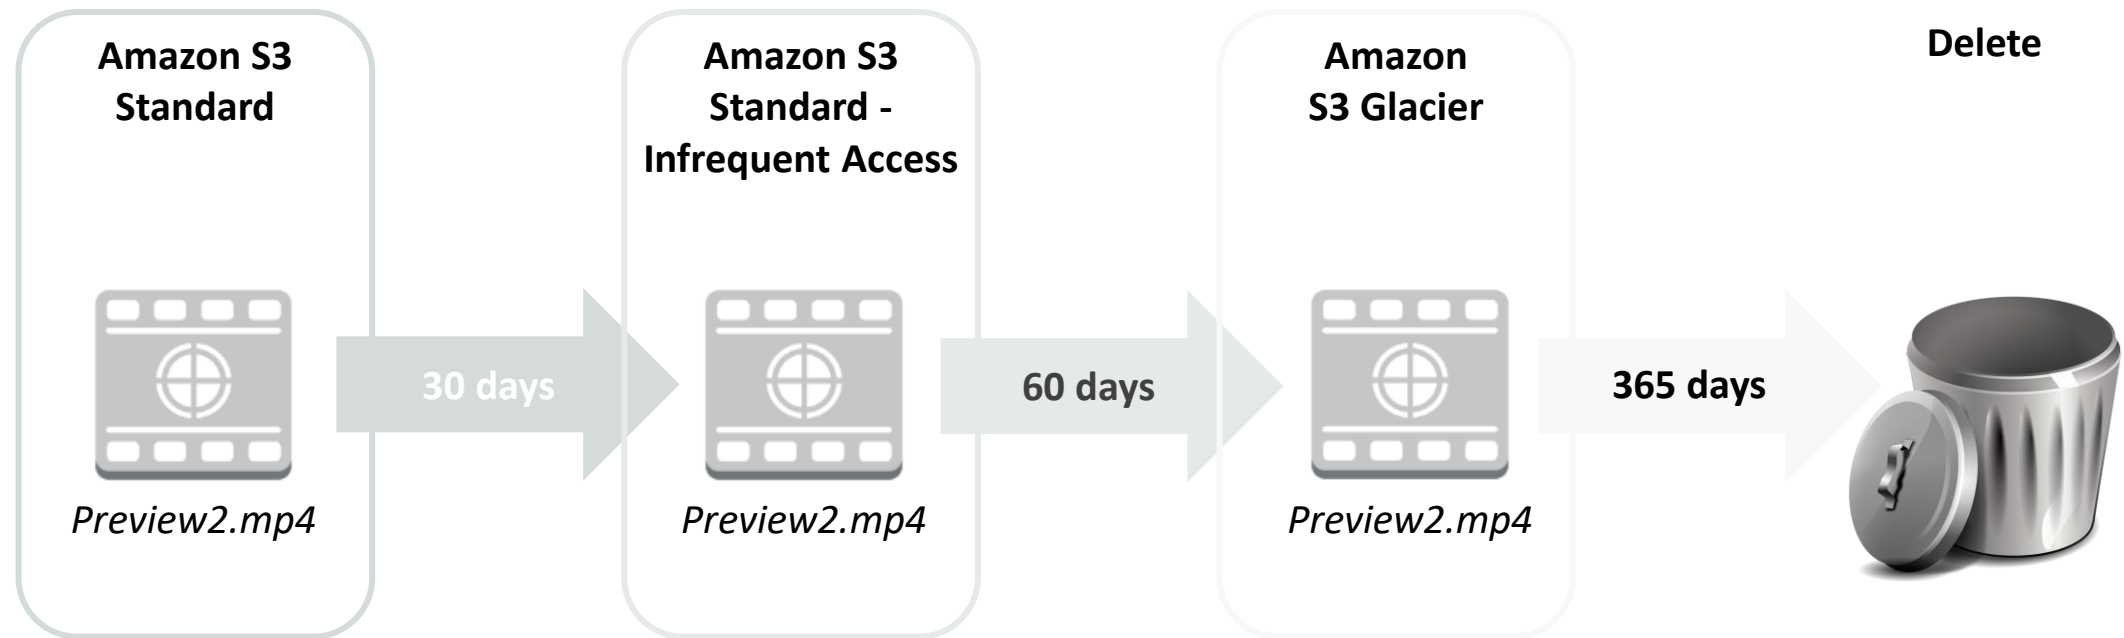 Amazon S3
Standard
Amazon S3
Standard -
Infrequent Access
Amazon
S3 Glacier
Delete
30 days
60 days
365 days
Preview2.mp4
Preview2.mp4
Preview2.mp4